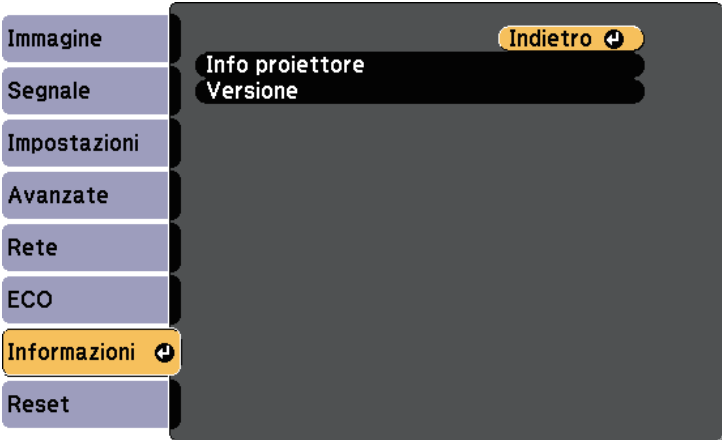 Immagine
Segnale
Impostazioni
Avanzate
Rete
ECO
Informazioni
Reset
Indietro
Info proiettore
Versione